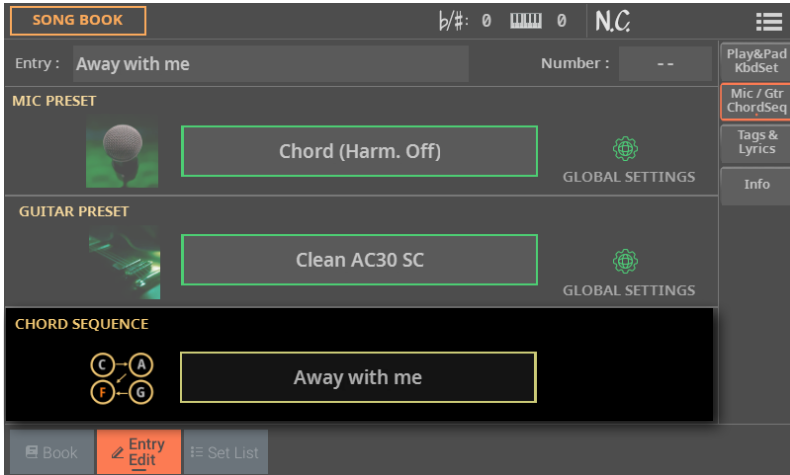 SONG BOOK
♭/♯: 0
0
N.C.
Entry : Away with me
Number : --
Play&Pad
KbdSet
MIC PRESET
Mic / Gtr
ChordSeq
Chord (Harm. Off)
GLOBAL SETTINGS
Tags &
Lyrics
Info
GUITAR PRESET
Clean AC30 SC
GLOBAL SETTINGS
CHORD SEQUENCE
C A
F G
Away with me
Book
Entry
Edit
Set List